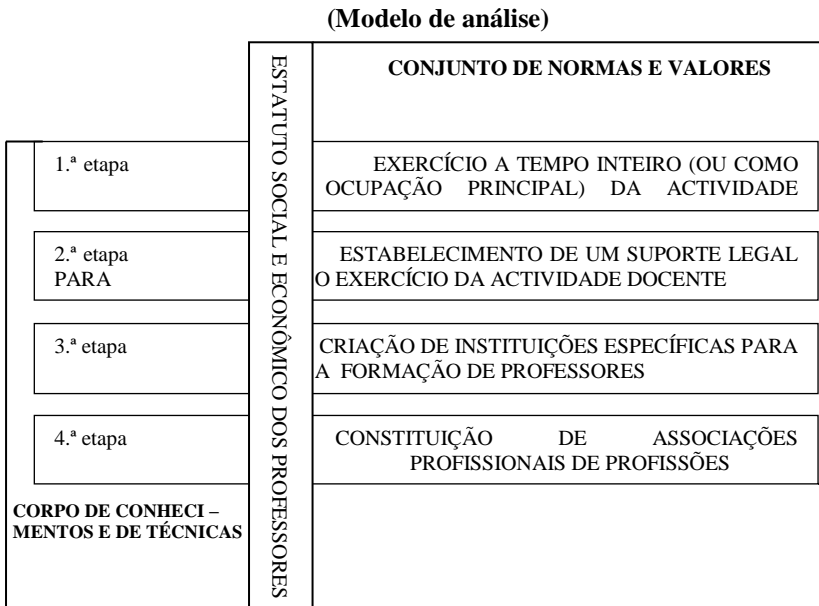 (Modelo de análise)
CONJUNTO DE NORMAS E VALORES
ESTATUTO SOCIAL E ECONÔMICO DOS PROFESSORES
1.ª etapa
EXERCÍCIO A TEMPO INTEIRO (OU COMO
OCUPAÇÃO PRINCIPAL) DA ACTIVIDADE
2.ª etapa
PARA
ESTABELECIMENTO DE UM SUPORTE LEGAL
O EXERCÍCIO DA ACTIVIDADE DOCENTE
3.ª etapa
CRIAÇÃO DE INSTITUIÇÕES ESPECÍFICAS PARA
A FORMAÇÃO DE PROFESSORES
4.ª etapa
CONSTITUIÇÃO DE ASSOCIAÇÕES
PROFISSIONAIS DE PROFISSÕES
CORPO DE CONHECI –
MENTOS E DE TÉCNICAS